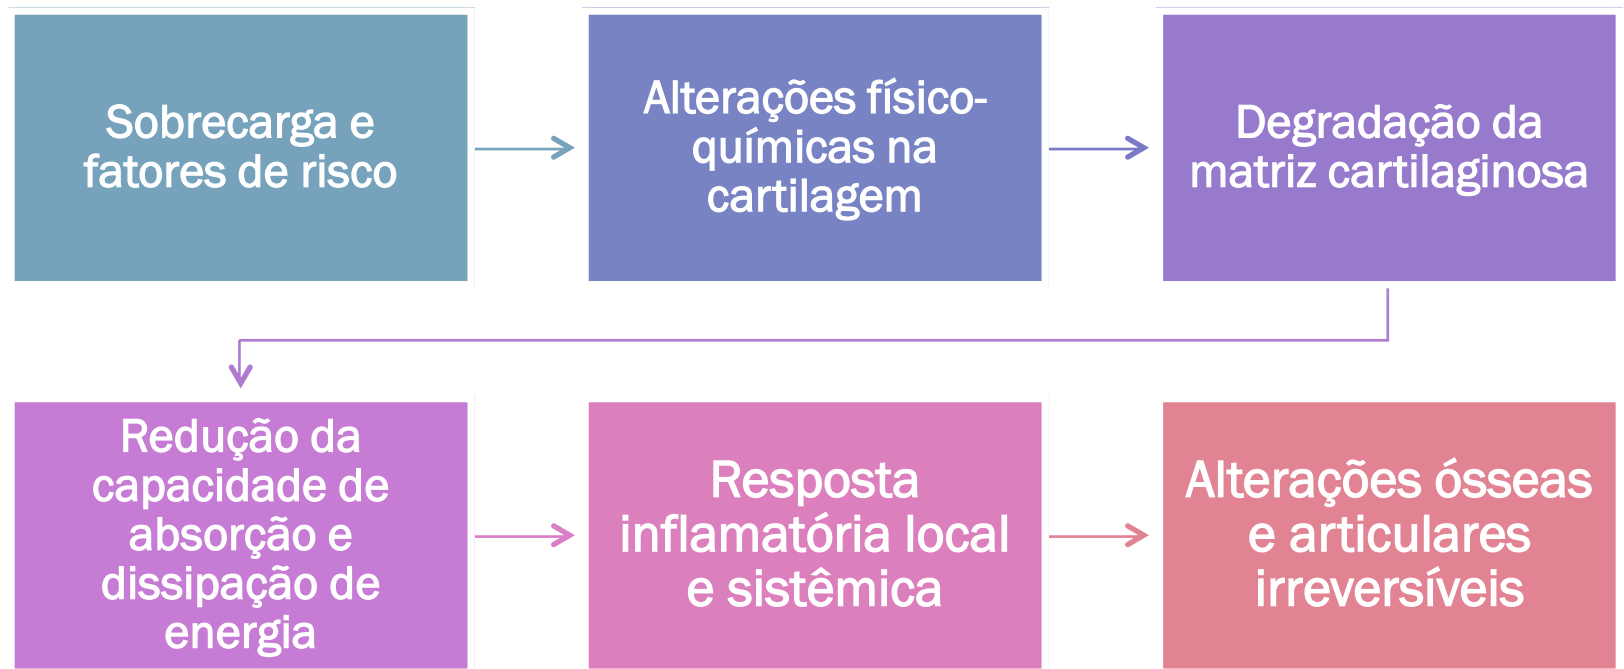 Sobrecarga e
fatores de risco
Alterações físico-
químicas na
cartilagem
Degradação da
matriz cartilaginosa
Redução da
capacidade de
absorção e
dissipação de
energia
Resposta
inflamatória local
e sistêmica
Alterações ósseas
e articulares
irreversíveis